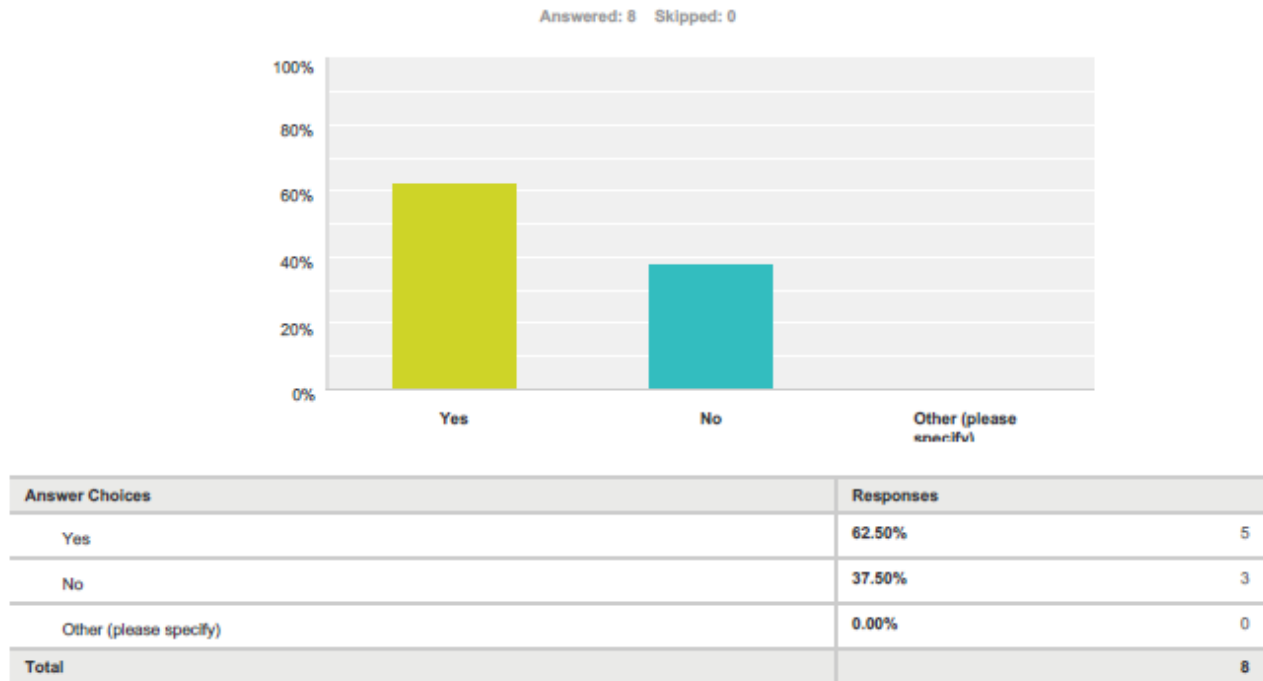 Answered: 8 Skipped: 0
100%
80%
60%
40%
20%
0%
Yes No Other (please
specify)
Answer Choices Responses
Yes 62.50% 5
No 37.50% 3
Other (please specify) 0.00% 0
Total 8